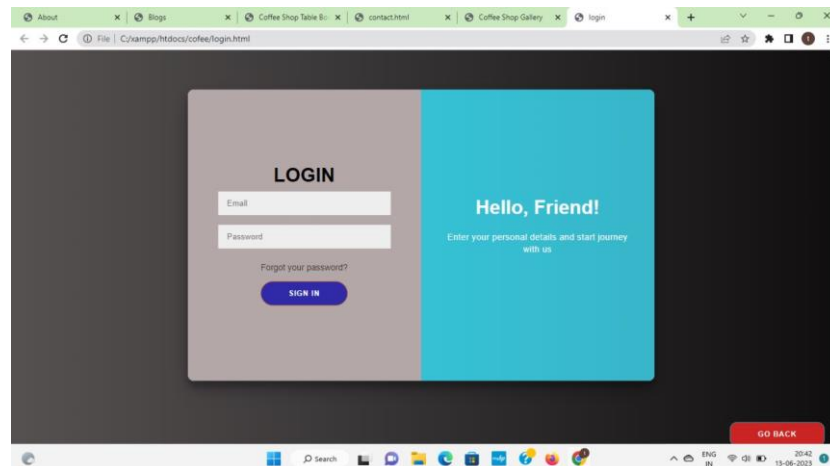 About
Blogs
Coffee Shop Table Bo
contact.html
Coffee Shop Gallery
login
File | C:/xampp/htdocs/cofee/login.html
LOGIN
Email
Password
Forgot your password?
SIGN IN
Hello, Friend!
Enter your personal details and start journey
with us
GO BACK
Search
ENG
IN
20:42
13-06-2023